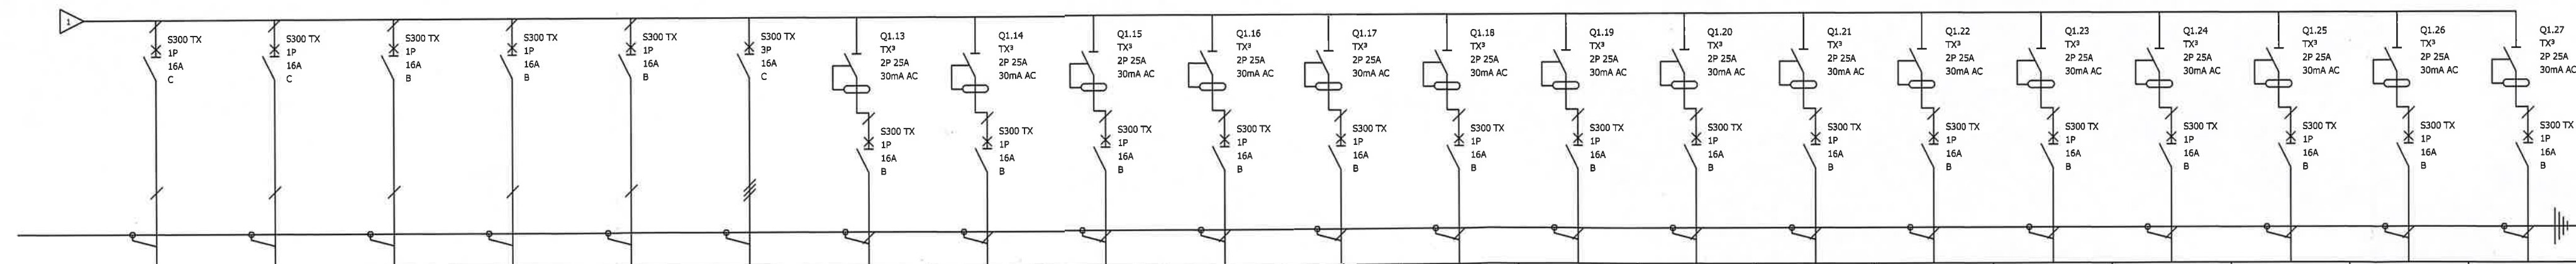 1
S300 TX
1P
16A
C
S300 TX
1P
16A
C
S300 TX
1P
16A
B
S300 TX
1P
16A
B
S300 TX
1P
16A
B
S300 TX
3P
16A
C
Q1.13
TX³
2P 25A
30mA AC
S300 TX
1P
16A
B
Q1.14
TX³
2P 25A
30mA AC
S300 TX
1P
16A
B
Q1.15
TX³
2P 25A
30mA AC
S300 TX
1P
16A
B
Q1.16
TX³
2P 25A
30mA AC
S300 TX
1P
16A
B
Q1.17
TX³
2P 25A
30mA AC
S300 TX
1P
16A
B
Q1.18
TX³
2P 25A
30mA AC
S300 TX
1P
16A
B
Q1.19
TX³
2P 25A
30mA AC
S300 TX
1P
16A
B
Q1.20
TX³
2P 25A
30mA AC
S300 TX
1P
16A
B
Q1.21
TX³
2P 25A
30mA AC
S300 TX
1P
16A
B
Q1.22
TX³
2P 25A
30mA AC
S300 TX
1P
16A
B
Q1.23
TX³
2P 25A
30mA AC
S300 TX
1P
16A
B
Q1.24
TX³
2P 25A
30mA AC
S300 TX
1P
16A
B
Q1.25
TX³
2P 25A
30mA AC
S300 TX
1P
16A
B
Q1.26
TX³
2P 25A
30mA AC
S300 TX
1P
16A
B
Q1.27
TX³
2P 25A
30mA AC
S300 TX
1P
16A
B